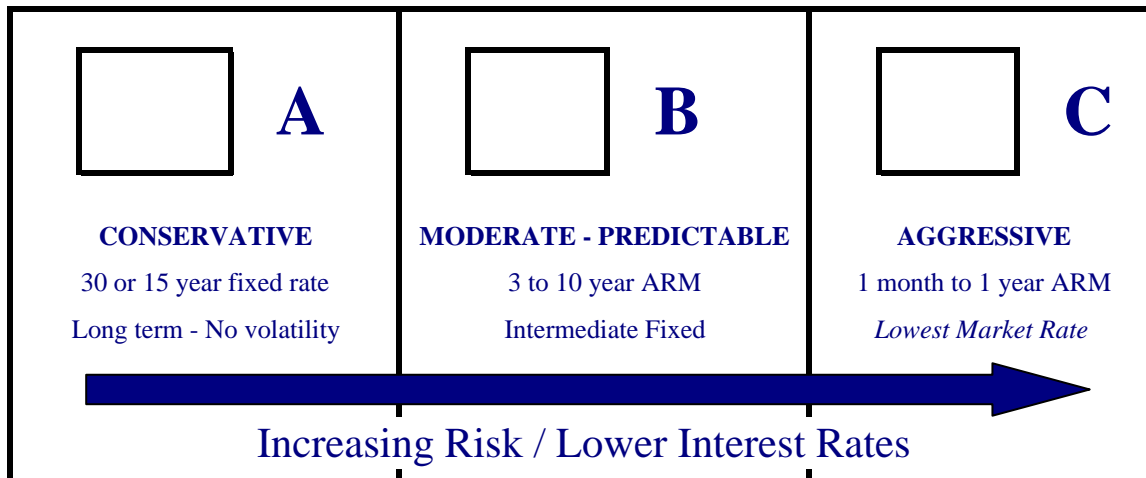 A
CONSERVATIVE
30 or 15 year fixed rate
Long term - No volatility
B
MODERATE - PREDICTABLE
3 to 10 year ARM
Intermediate Fixed
C
AGGRESSIVE
1 month to 1 year ARM
Lowest Market Rate
Increasing Risk / Lower Interest Rates